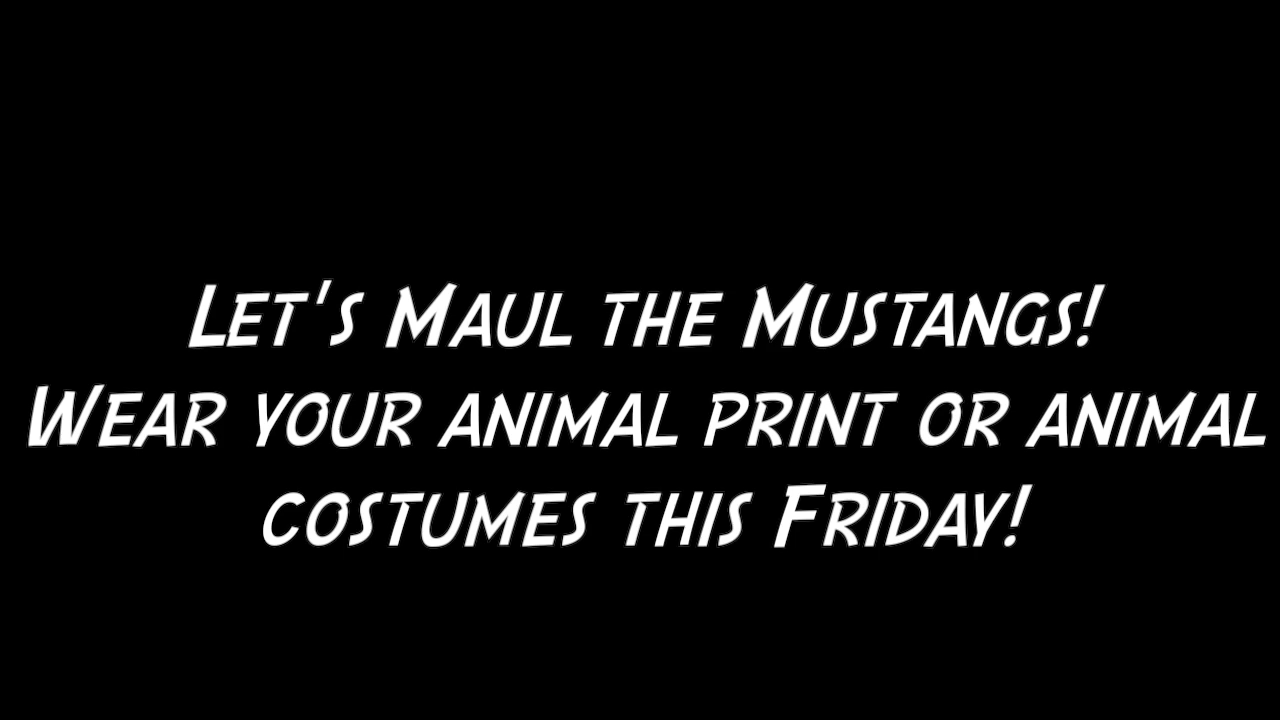 Let's Maul the Mustangs!
Wear your animal print or animal
costumes this Friday!